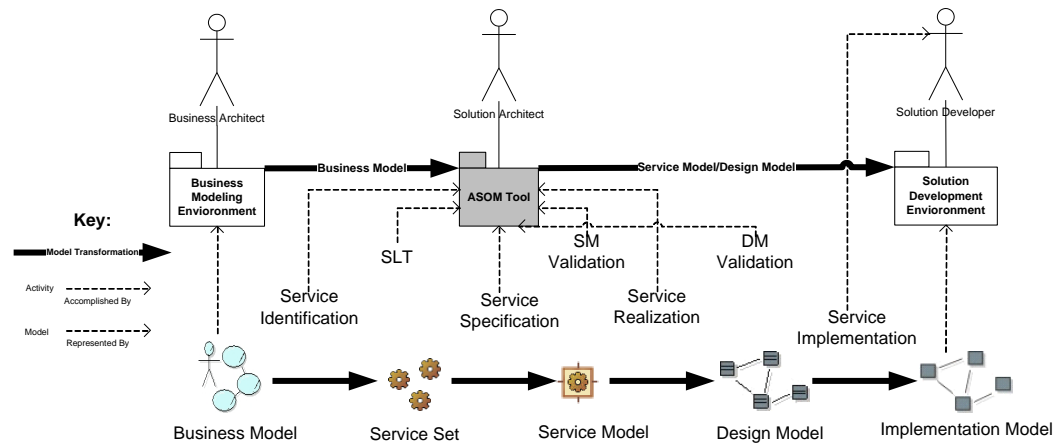 Business Architect
Solution Architect
Solution Developer
Business Model
Service Model/Design Model
Business
Modeling
Envioronment
ASOM Tool
Solution
Development
Envioronment
Key:
Model Transformation
Activity
Accomplished By
Model
Represented By
SLT
SM
Validation
DM
Validation
Service
Identification
Service
Specification
Service
Realization
Service
Implementation
Business Model
Service Set
Service Model
Design Model
Implementation Model